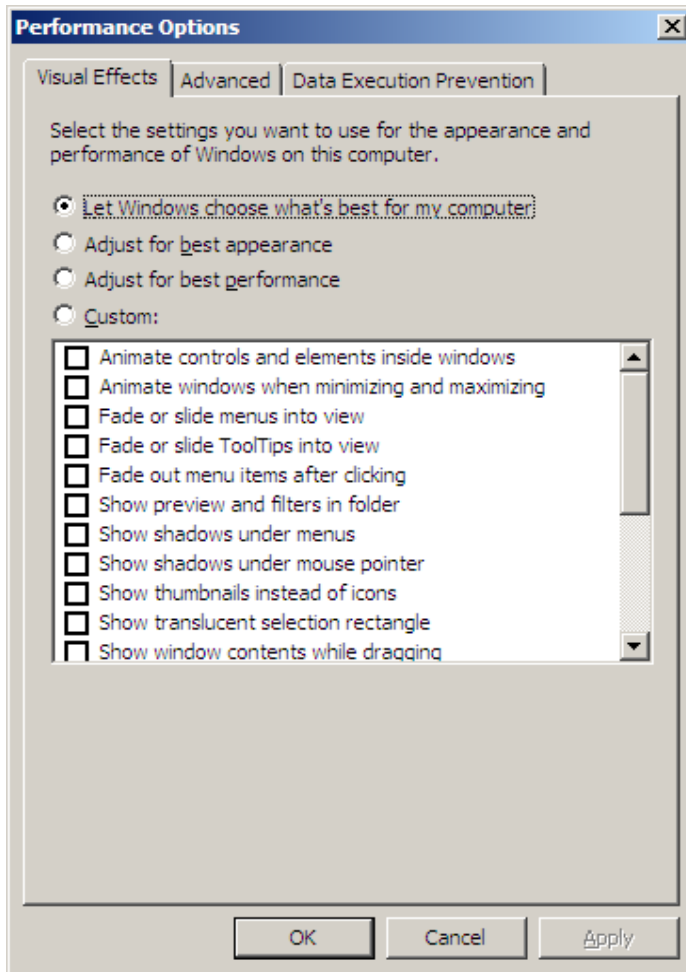 Performance Options
Visual Effects
Advanced
Data Execution Prevention
Select the settings you want to use for the appearance and
performance of Windows on this computer.
Let Windows choose what's best for my computer
Adjust for best appearance
Adjust for best performance
Custom:
Animate controls and elements inside windows
Animate windows when minimizing and maximizing
Fade or slide menus into view
Fade or slide ToolTips into view
Fade out menu items after clicking
Show preview and filters in folder
Show shadows under menus
Show shadows under mouse pointer
Show thumbnails instead of icons
Show translucent selection rectangle
Show window contents while dragging
OK
Cancel
Apply